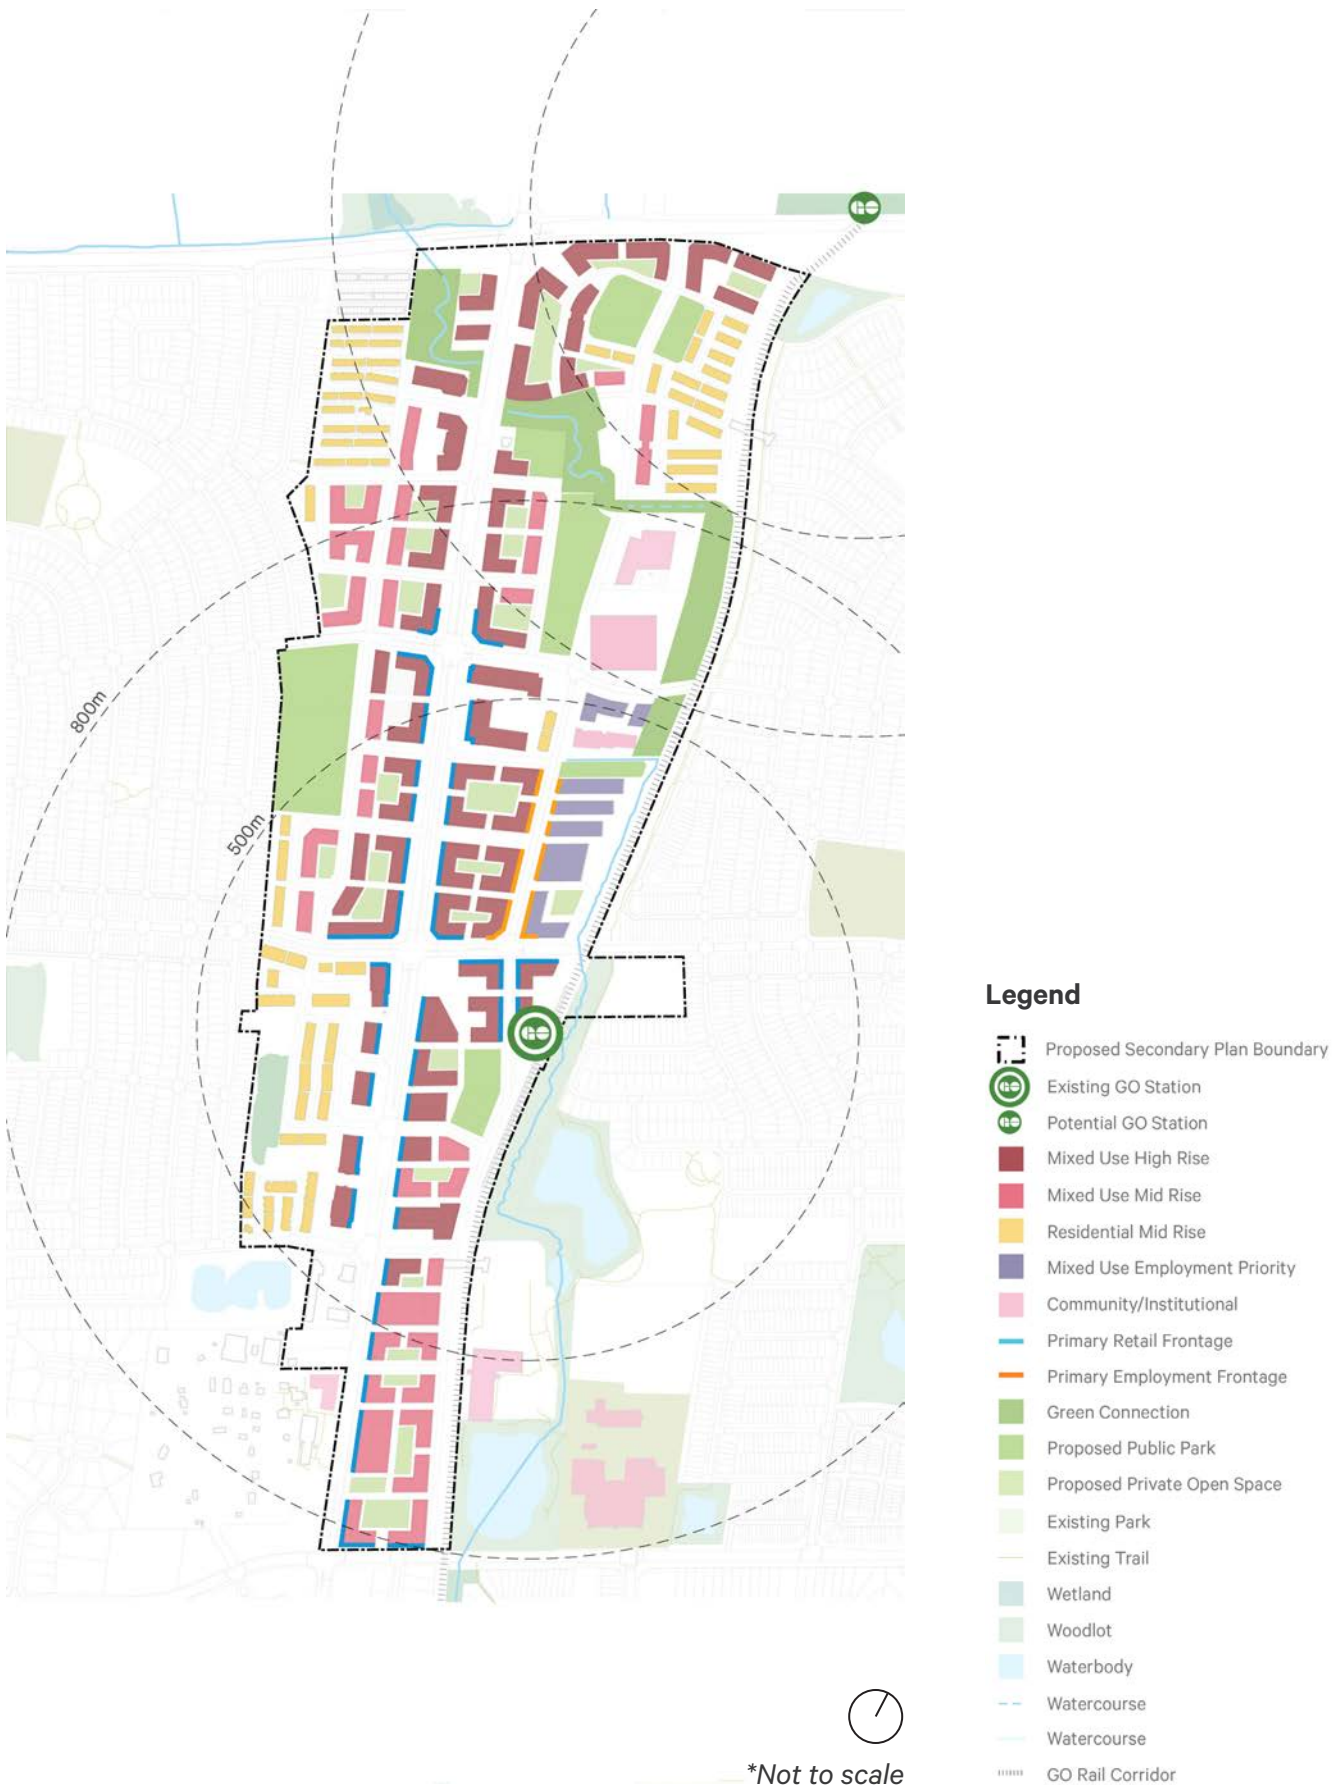 800m
500m
Legend
Proposed Secondary Plan Boundary
Existing GO Station
Potential GO Station
Mixed Use High Rise
Mixed Use Mid Rise
Residential Mid Rise
Mixed Use Employment Priority
Community/Institutional
Primary Retail Frontage
Primary Employment Frontage
Green Connection
Proposed Public Park
Proposed Private Open Space
Existing Park
Existing Trail
Wetland
Woodlot
Waterbody
Watercourse
Watercourse
GO Rail Corridor
*Not to scale